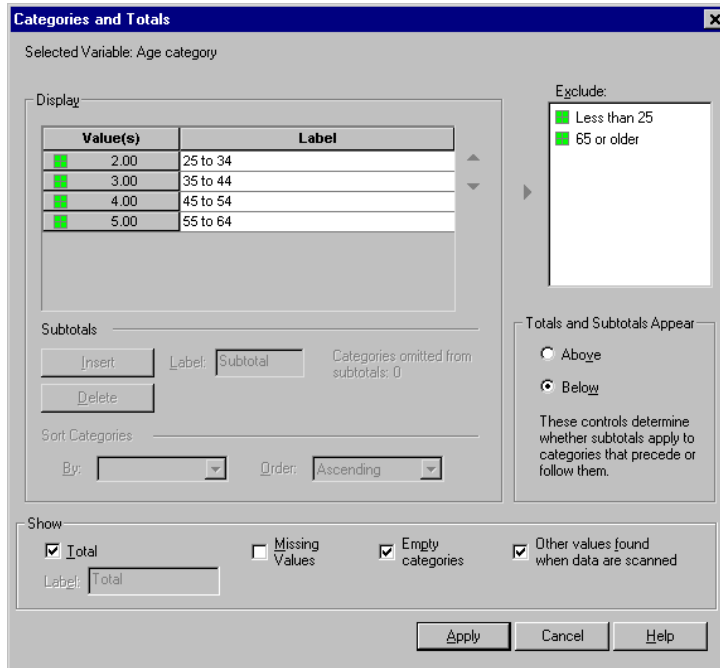 Categories and Totals
Selected Variable: Age category
Display
Value(s) Label
2.00 25 to 34
3.00 35 to 44
4.00 45 to 54
5.00 55 to 64
Exclude:
Less than 25
65 or older
Subtotals
Insert Label: Subtotal
Categories omitted from
subtotals: 0
Delete
Sort Categories
By: Order: Ascending
Totals and Subtotals Appear
Above
Below
These controls determine
whether subtotals apply to
categories that precede or
follow them.
Show
Total
Label: Total
Missing
Values
Empty
categories
Other values found
when data are scanned
Apply Cancel Help